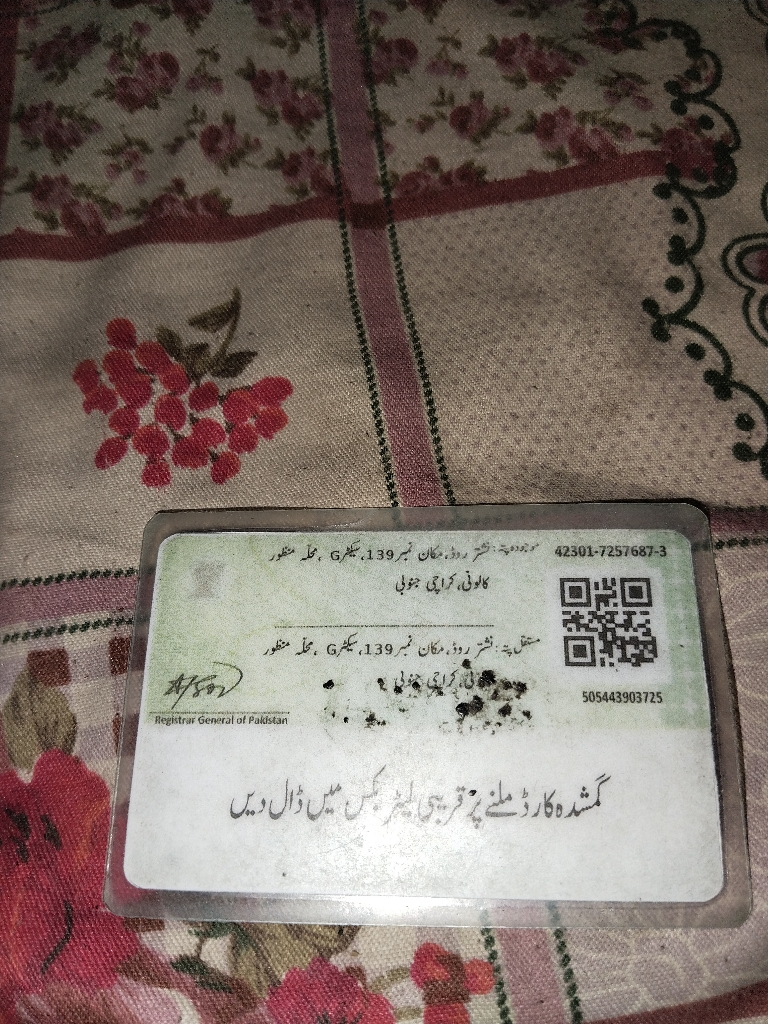 موجودہ پتہ: نشتر روڈ، مکان نمبر 139، سیکٹر G ، محلّہ منظور
کالونی، کراچی جنوبی
42301-7257687-3
مستقل پتہ: نشتر روڈ، مکان نمبر 139، سیکٹر G ، محلّہ منظور
کراچی جنوبی
505443903725
Registrar General of Pakistan
گمشدہ کارڈ ملنے پر قریبی لیٹر بکس میں ڈال دیں